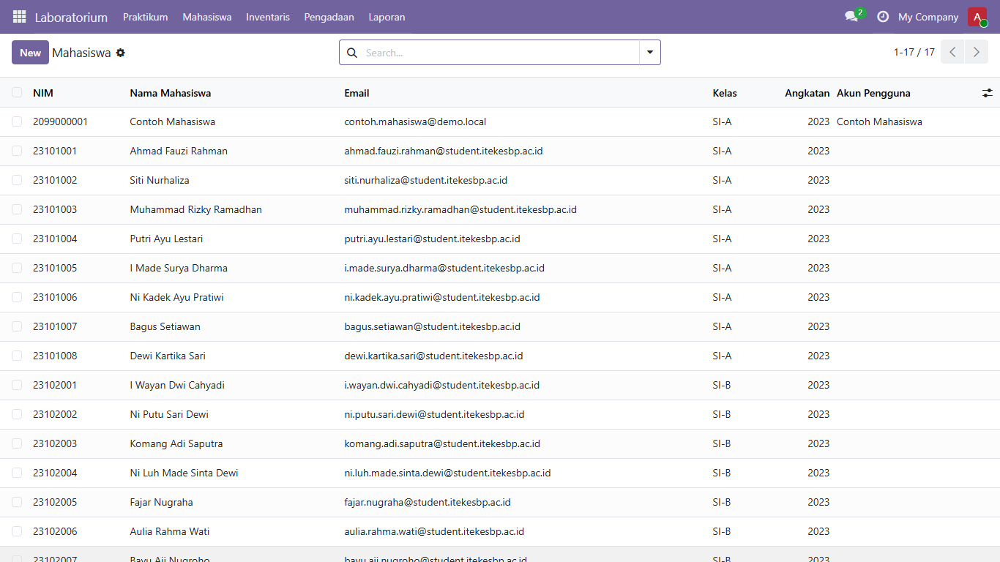 Laboratorium Praktikum Mahasiswa Inventaris Pengadaan Laporan 2 My Company A
New Mahasiswa Search... 1-17 / 17
NIM Nama Mahasiswa Email Kelas Angkatan Akun Pengguna
2099000001 Contoh Mahasiswa contoh.mahasiswa@demo.local SI-A 2023 Contoh Mahasiswa
23101001 Ahmad Fauzi Rahman ahmad.fauzi.rahman@student.itekesbp.ac.id SI-A 2023
23101002 Siti Nurhaliza siti.nurhaliza@student.itekesbp.ac.id SI-A 2023
23101003 Muhammad Rizky Ramadhan muhammad.rizky.ramadhan@student.itekesbp.ac.id SI-A 2023
23101004 Putri Ayu Lestari putri.ayu.lestari@student.itekesbp.ac.id SI-A 2023
23101005 I Made Surya Dharma i.made.surya.dharma@student.itekesbp.ac.id SI-A 2023
23101006 Ni Kadek Ayu Pratiwi ni.kadek.ayu.pratiwi@student.itekesbp.ac.id SI-A 2023
23101007 Bagus Setiawan bagus.setiawan@student.itekesbp.ac.id SI-A 2023
23101008 Dewi Kartika Sari dewi.kartika.sari@student.itekesbp.ac.id SI-A 2023
23102001 I Wayan Dwi Cahyadi i.wayan.dwi.cahyadi@student.itekesbp.ac.id SI-B 2023
23102002 Ni Putu Sari Dewi ni.putu.sari.dewi@student.itekesbp.ac.id SI-B 2023
23102003 Komang Adi Saputra komang.adi.saputra@student.itekesbp.ac.id SI-B 2023
23102004 Ni Luh Made Sinta Dewi ni.luh.made.sinta.dewi@student.itekesbp.ac.id SI-B 2023
23102005 Fajar Nugraha fajar.nugraha@student.itekesbp.ac.id SI-B 2023
23102006 Aulia Rahma Wati aulia.rahma.wati@student.itekesbp.ac.id SI-B 2023
23102007 Bayu Aji Nugroho bayu.aji.nugroho@student.itekesbp.ac.id SI-B 2023